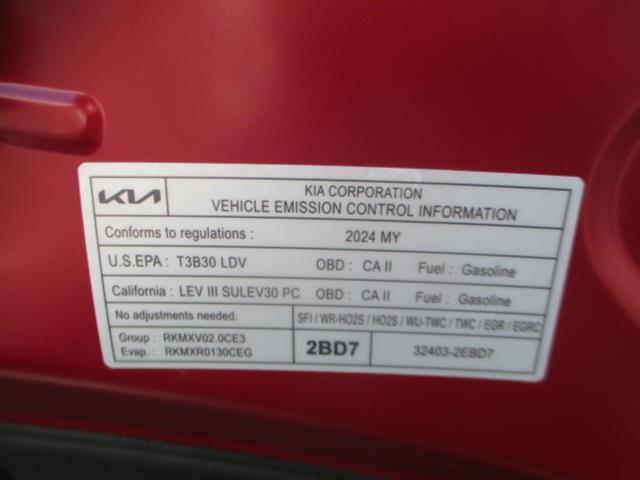 KIA
KIA CORPORATION
VEHICLE EMISSION CONTROL INFORMATION
Conforms to regulations : 2024 MY
U.S.EPA : T3B30 LDV OBD : CA II Fuel : Gasoline
California : LEV III SULEV30 PC OBD : CA II Fuel : Gasoline
No adjustments needed. SFI / WR-HO2S / HO2S / WU-TWC / TWC / EGR / EGRC
Group : RKMXV02.0CE3
Evap. : RKMXR0130CEG
2BD7 32403-2EBD7